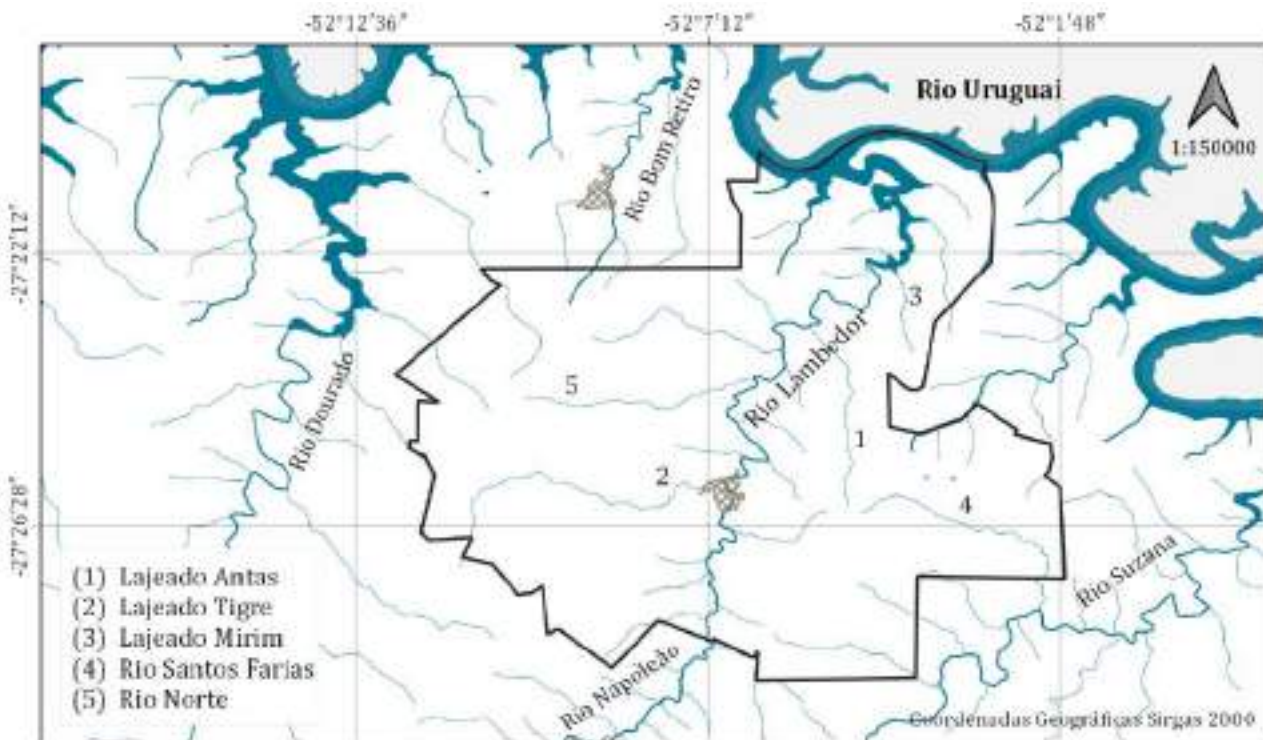 -52°12'36"
-52°7'12"
-52°1'48"
Rio Uruguai
1:150000
Rio Bom Retiro
-27°22'12"
3
Rio Lambedor
5
Rio Dourado
1
2
4
-27°26'28"
Rio Suzana
Rio Napoleão
(1) Lajeado Antas
(2) Lajeado Tigre
(3) Lajeado Mirim
(4) Rio Santos Farias
(5) Rio Norte
Coordenadas Geográficas Sirgas 2000